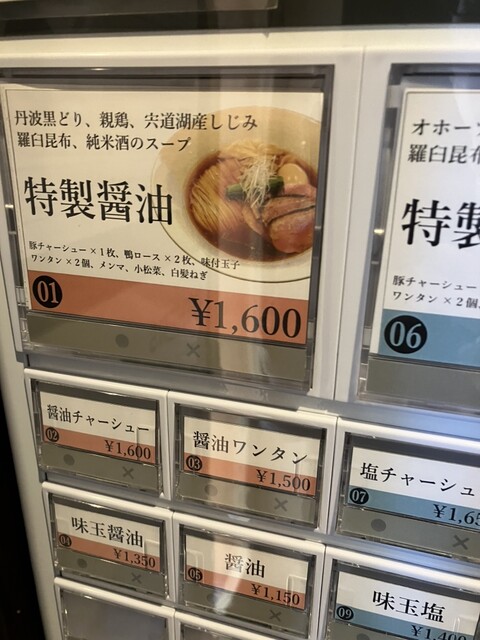 丹波黒どり、親鶏、宍道湖産しじみ
羅臼昆布、純米酒のスープ
特製醤油
豚チャーシュー×1枚、鴨ロース×2枚、味付玉子
ワンタン×2個、メンマ、小松菜、白髪ねぎ
01
¥1,600
オホー
羅臼昆
特製
豚チャーシュー
ワンタン×2個
06
醤油チャーシュー
02
¥1,600
醤油ワンタン
03
¥1,500
塩チャーシュ
07
¥1,65
味玉醤油
04
¥1,350
醤油
05
¥1,150
味玉塩
09
¥1,400